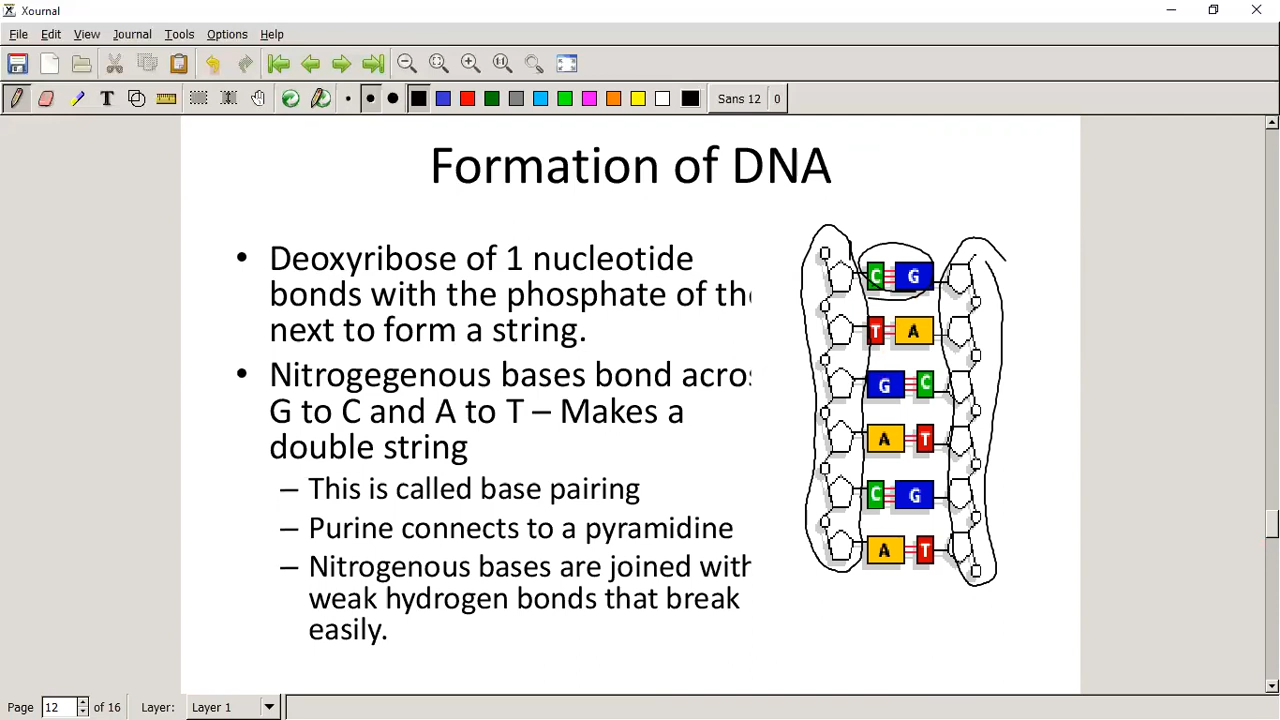 Xournal
File Edit View Journal Tools Options Help
Sans 12 0
Formation of DNA
• Deoxyribose of 1 nucleotide
bonds with the phosphate of the
next to form a string.
• Nitrogegenous bases bond acros
G to C and A to T – Makes a
double string
– This is called base pairing
– Purine connects to a pyramidine
– Nitrogenous bases are joined with
weak hydrogen bonds that break
easily.
C G
T A
G C
A T
C G
A T
Page 12 of 16 Layer: Layer 1